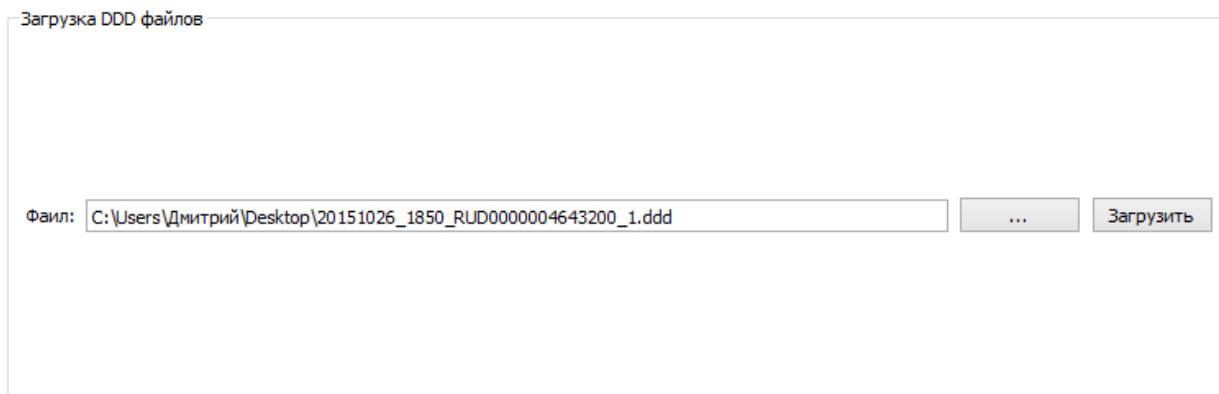 Загрузка DDD файлов
Фаил: C:\Users\Дмитрий\Desktop\20151026_1850_RUD0000004643200_1.ddd ... Загрузить